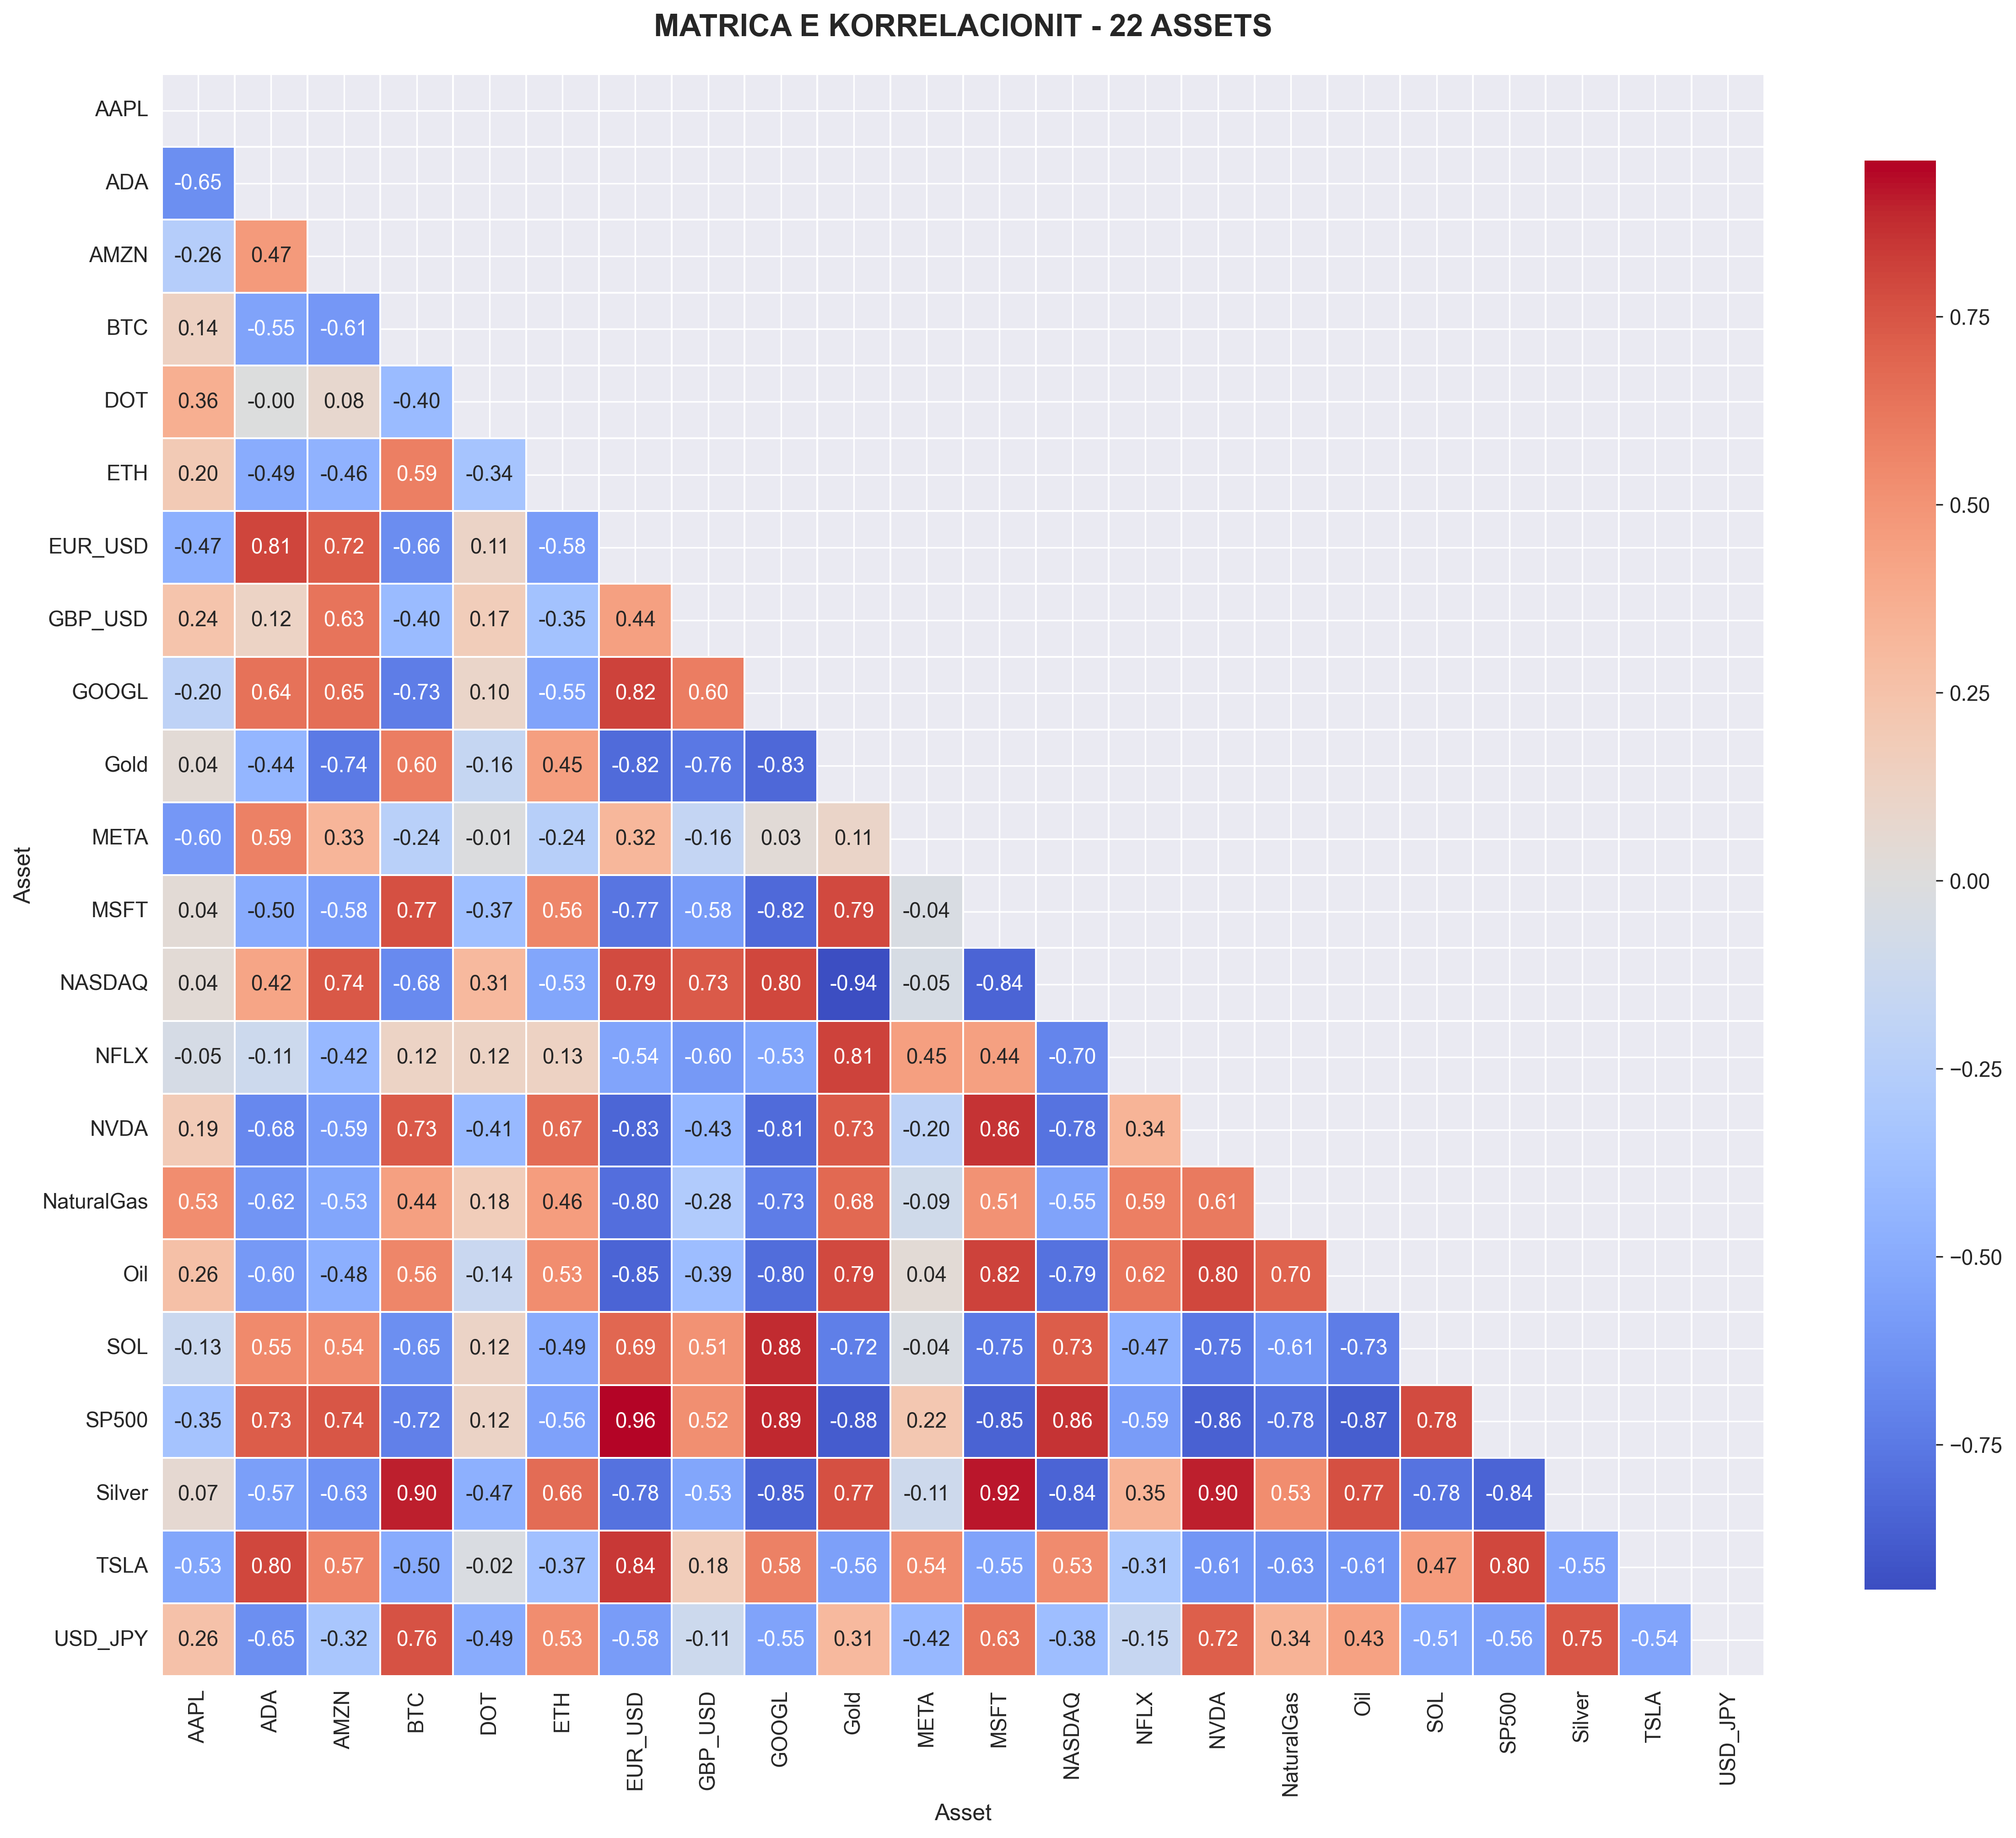 MATRICA E KORRELACIONIT - 22 ASSETS
AAPL
ADA -0.65
AMZN -0.26 0.47
BTC 0.14 -0.55 -0.61
DOT 0.36 -0.00 0.08 -0.40
ETH 0.20 -0.49 -0.46 0.59 -0.34
EUR_USD -0.47 0.81 0.72 -0.66 0.11 -0.58
GBP_USD 0.24 0.12 0.63 -0.40 0.17 -0.35 0.44
GOOGL -0.20 0.64 0.65 -0.73 0.10 -0.55 0.82 0.60
Gold 0.04 -0.44 -0.74 0.60 -0.16 0.45 -0.82 -0.76 -0.83
META -0.60 0.59 0.33 -0.24 -0.01 -0.24 0.32 -0.16 0.03 0.11
MSFT 0.04 -0.50 -0.58 0.77 -0.37 0.56 -0.77 -0.58 -0.82 0.79 -0.04
NASDAQ 0.04 0.42 0.74 -0.68 0.31 -0.53 0.79 0.73 0.80 -0.94 -0.05 -0.84
NFLX -0.05 -0.11 -0.42 0.12 0.12 0.13 -0.54 -0.60 -0.53 0.81 0.45 0.44 -0.70
NVDA 0.19 -0.68 -0.59 0.73 -0.41 0.67 -0.83 -0.43 -0.81 0.73 -0.20 0.86 -0.78 0.34
NaturalGas 0.53 -0.62 -0.53 0.44 0.18 0.46 -0.80 -0.28 -0.73 0.68 -0.09 0.51 -0.55 0.59 0.61
Oil 0.26 -0.60 -0.48 0.56 -0.14 0.53 -0.85 -0.39 -0.80 0.79 0.04 0.82 -0.79 0.62 0.80 0.70
SOL -0.13 0.55 0.54 -0.65 0.12 -0.49 0.69 0.51 0.88 -0.72 -0.04 -0.75 0.73 -0.47 -0.75 -0.61 -0.73
SP500 -0.35 0.73 0.74 -0.72 0.12 -0.56 0.96 0.52 0.89 -0.88 0.22 -0.85 0.86 -0.59 -0.86 -0.78 -0.87 0.78
Silver 0.07 -0.57 -0.63 0.90 -0.47 0.66 -0.78 -0.53 -0.85 0.77 -0.11 0.92 -0.84 0.35 0.90 0.53 0.77 -0.78 -0.84
TSLA -0.53 0.80 0.57 -0.50 -0.02 -0.37 0.84 0.18 0.58 -0.56 0.54 -0.55 0.53 -0.31 -0.61 -0.63 -0.61 0.47 0.80 -0.55
USD_JPY 0.26 -0.65 -0.32 0.76 -0.49 0.53 -0.58 -0.11 -0.55 0.31 -0.42 0.63 -0.38 -0.15 0.72 0.34 0.43 -0.51 -0.56 0.75 -0.54
AAPL ADA AMZN BTC DOT ETH EUR_USD GBP_USD GOOGL Gold META MSFT NASDAQ NFLX NVDA NaturalGas Oil SOL SP500 Silver TSLA USD_JPY
Asset
Asset
0.75
0.50
0.25
0.00
−0.25
−0.50
−0.75